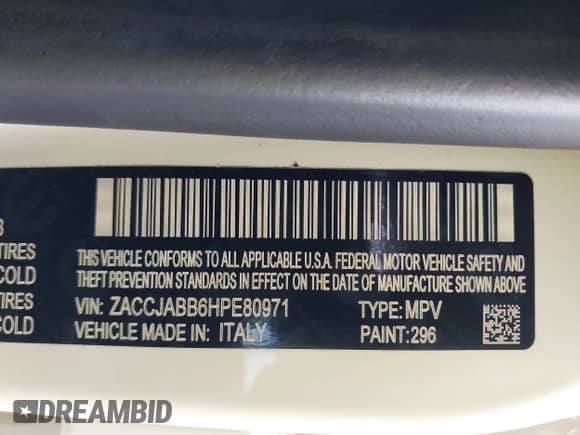 3
TIRES
COLD
TIRES
COLD
THIS VEHICLE CONFORMS TO ALL APPLICABLE U.S.A. FEDERAL MOTOR VEHICLE SAFETY AND
THEFT PREVENTION STANDARDS IN EFFECT ON THE DATE OF MANUFACTURE SHOWN ABOVE
VIN: ZACCJABB6HPE80971 TYPE:MPV
VEHICLE MADE IN: ITALY PAINT:296
DREAMBID